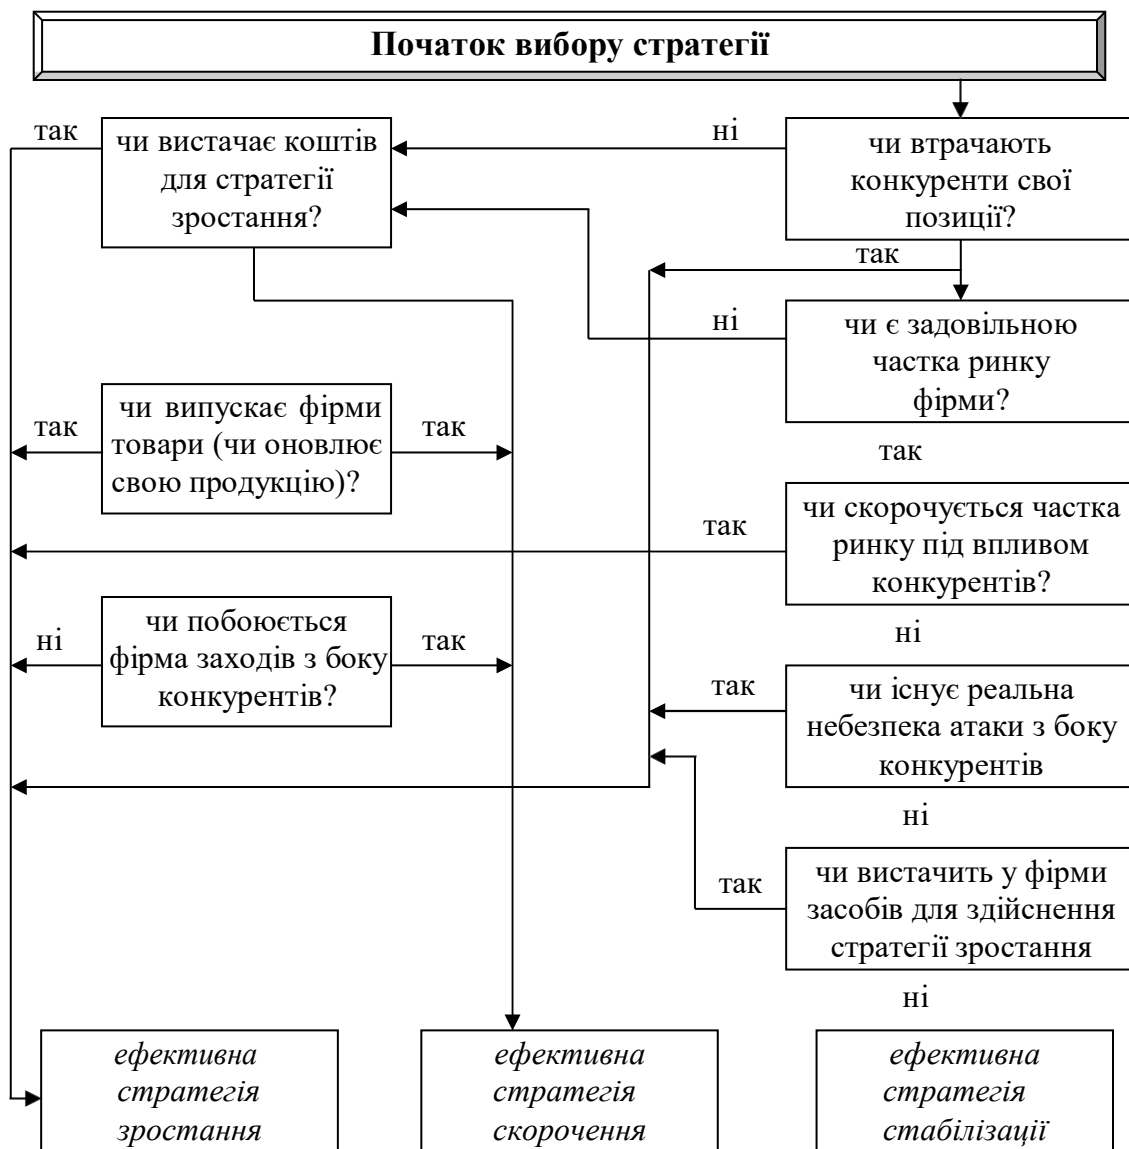 Початок вибору стратегії
так
чи вистачає коштів
для стратегії
зростання?
ні
чи втрачають
конкуренти свої
позиції?
так
ні
чи є задовільною
частка ринку
фірми?
так
так
чи випускає фірми
товари (чи оновлює
свою продукцію)?
так
так
чи скорочується частка
ринку під впливом
конкурентів?
ні
ні
чи побоюється
фірма заходів з боку
конкурентів?
так
так
чи існує реальна
небезпека атаки з боку
конкурентів
ні
так
чи вистачить у фірми
засобів для здійснення
стратегії зростання
ні
ефективна
стратегія
зростання
ефективна
стратегія
скорочення
ефективна
стратегія
стабілізації